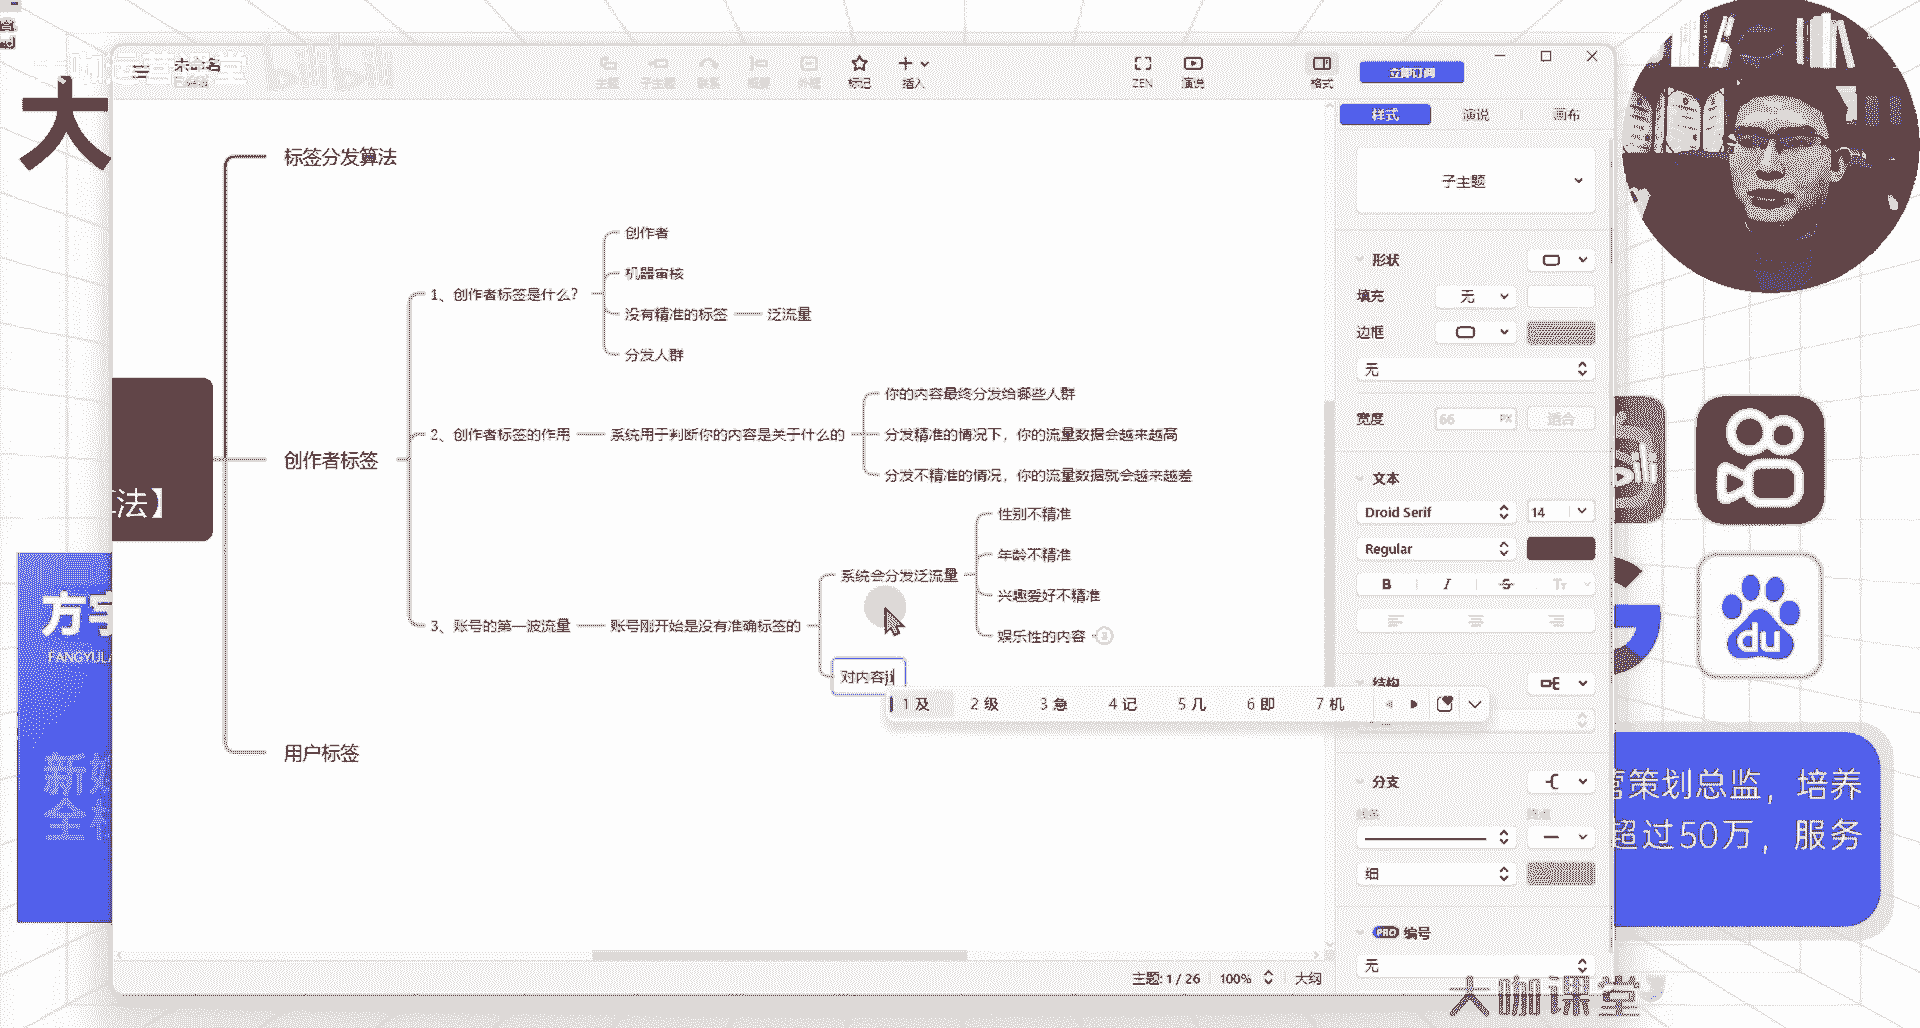 大
未命名
标记
插入
ZEN
演说
格式
立即订阅
样式
演说
画布
标签分发算法
创作者
机器审核
1、创作者标签是什么?
没有精准的标签
泛流量
分发人群
你的内容最终分发给哪些人群
2、创作者标签的作用
系统用于判断你的内容是关于什么的
分发精准的情况下，你的流量数据会越来越高
创作者标签
分发不精准的情况，你的流量数据就会越来越差
算法】
性别不精准
年龄不精准
系统会分发泛流量
兴趣爱好不精准
3、账号的第一波流量
账号刚开始是没有准确标签的
娱乐性的内容
对内容ji
1 及 2 级 3 急 4 记 5 几 6 即 7 机
用户标签
子主题
形状
填充
无
边框
无
宽度
66
PX
适合
文本
Droid Serif
14
Regular
B I S Tт
结构
分支
细
PRO 编号
无
主题: 1 / 26
100%
大纲
FANGYULA
du
营策划总监，培养
超过50万，服务
大咖课堂